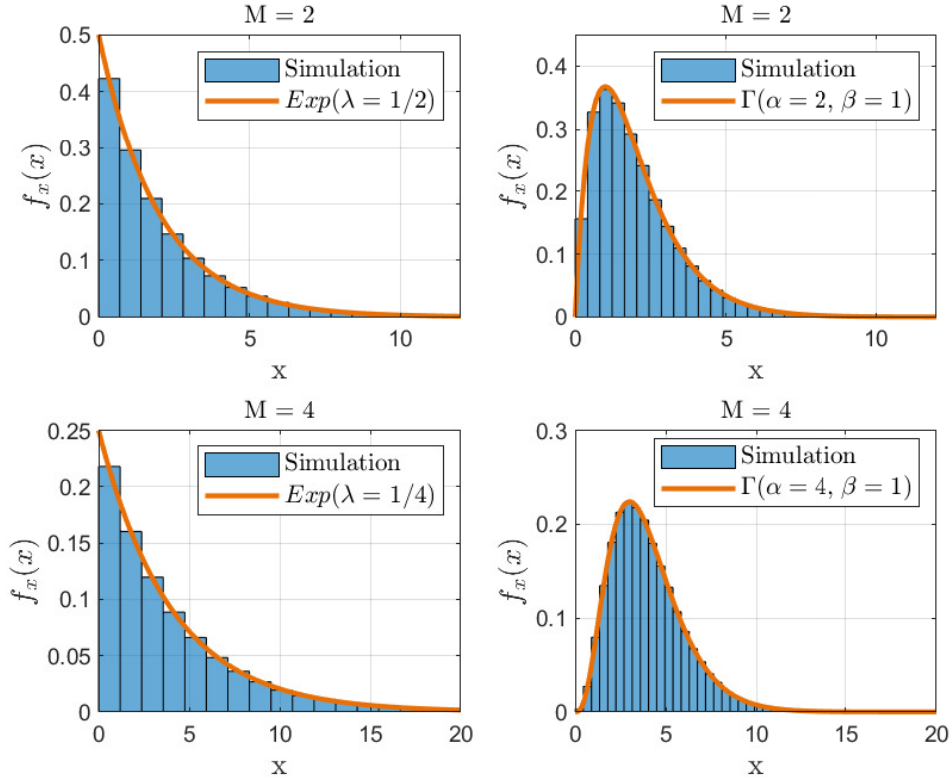 M = 2
0.5
0.4
0.3
0.2
0.1
0
f_x(x)
Simulation
Exp(λ = 1/2)
0 5 10
x
M = 2
0.4
0.3
0.2
0.1
0
f_x(x)
Simulation
Γ(α = 2, β = 1)
0 5 10
x
M = 4
0.25
0.2
0.15
0.1
0.05
0
f_x(x)
Simulation
Exp(λ = 1/4)
0 5 10 15 20
x
M = 4
0.3
0.2
0.1
0
f_x(x)
Simulation
Γ(α = 4, β = 1)
0 5 10 15 20
x